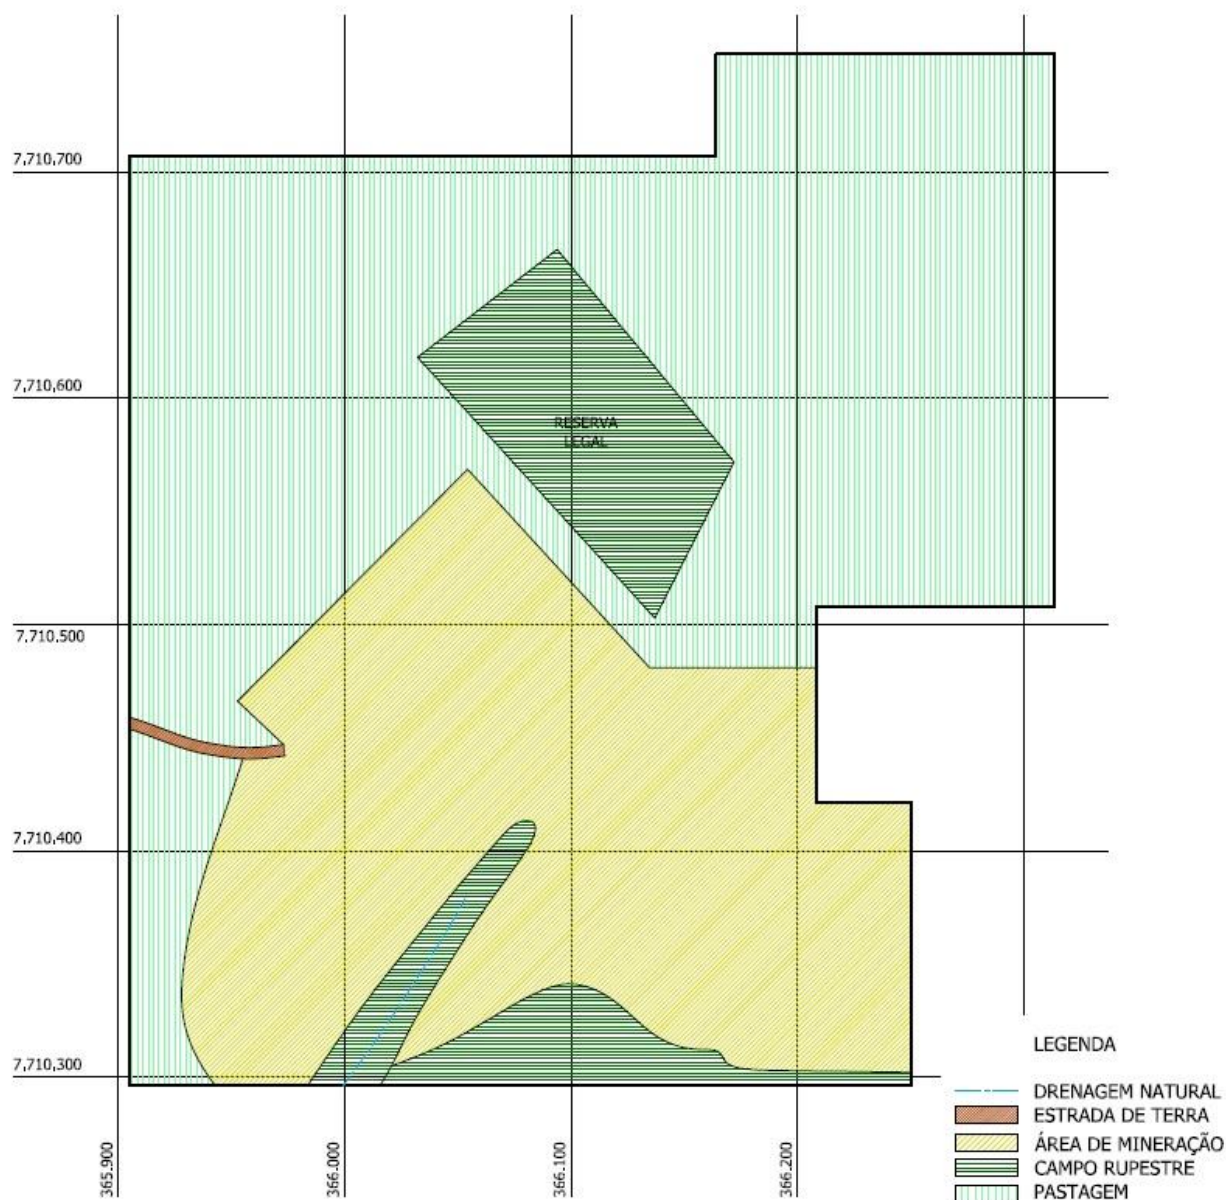 7,710,700
7,710,600
RESERVA
LEGAL
7,710,500
7,710,400
7,710,300
LEGENDA
DRENAGEM NATURAL
ESTRADA DE TERRA
ÁREA DE MINERAÇÃO
CAMPO RUPESTRE
PASTAGEM
365.900
366.000
366.100
366.200